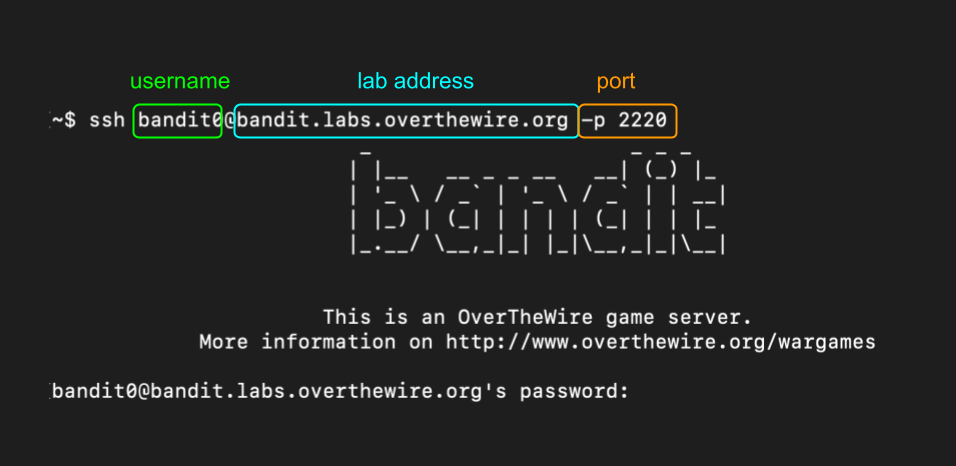 username lab address port
~$ ssh bandit0@bandit.labs.overthewire.org -p 2220
bandit
This is an OverTheWire game server.
More information on http://www.overthewire.org/wargames
bandit0@bandit.labs.overthewire.org's password: